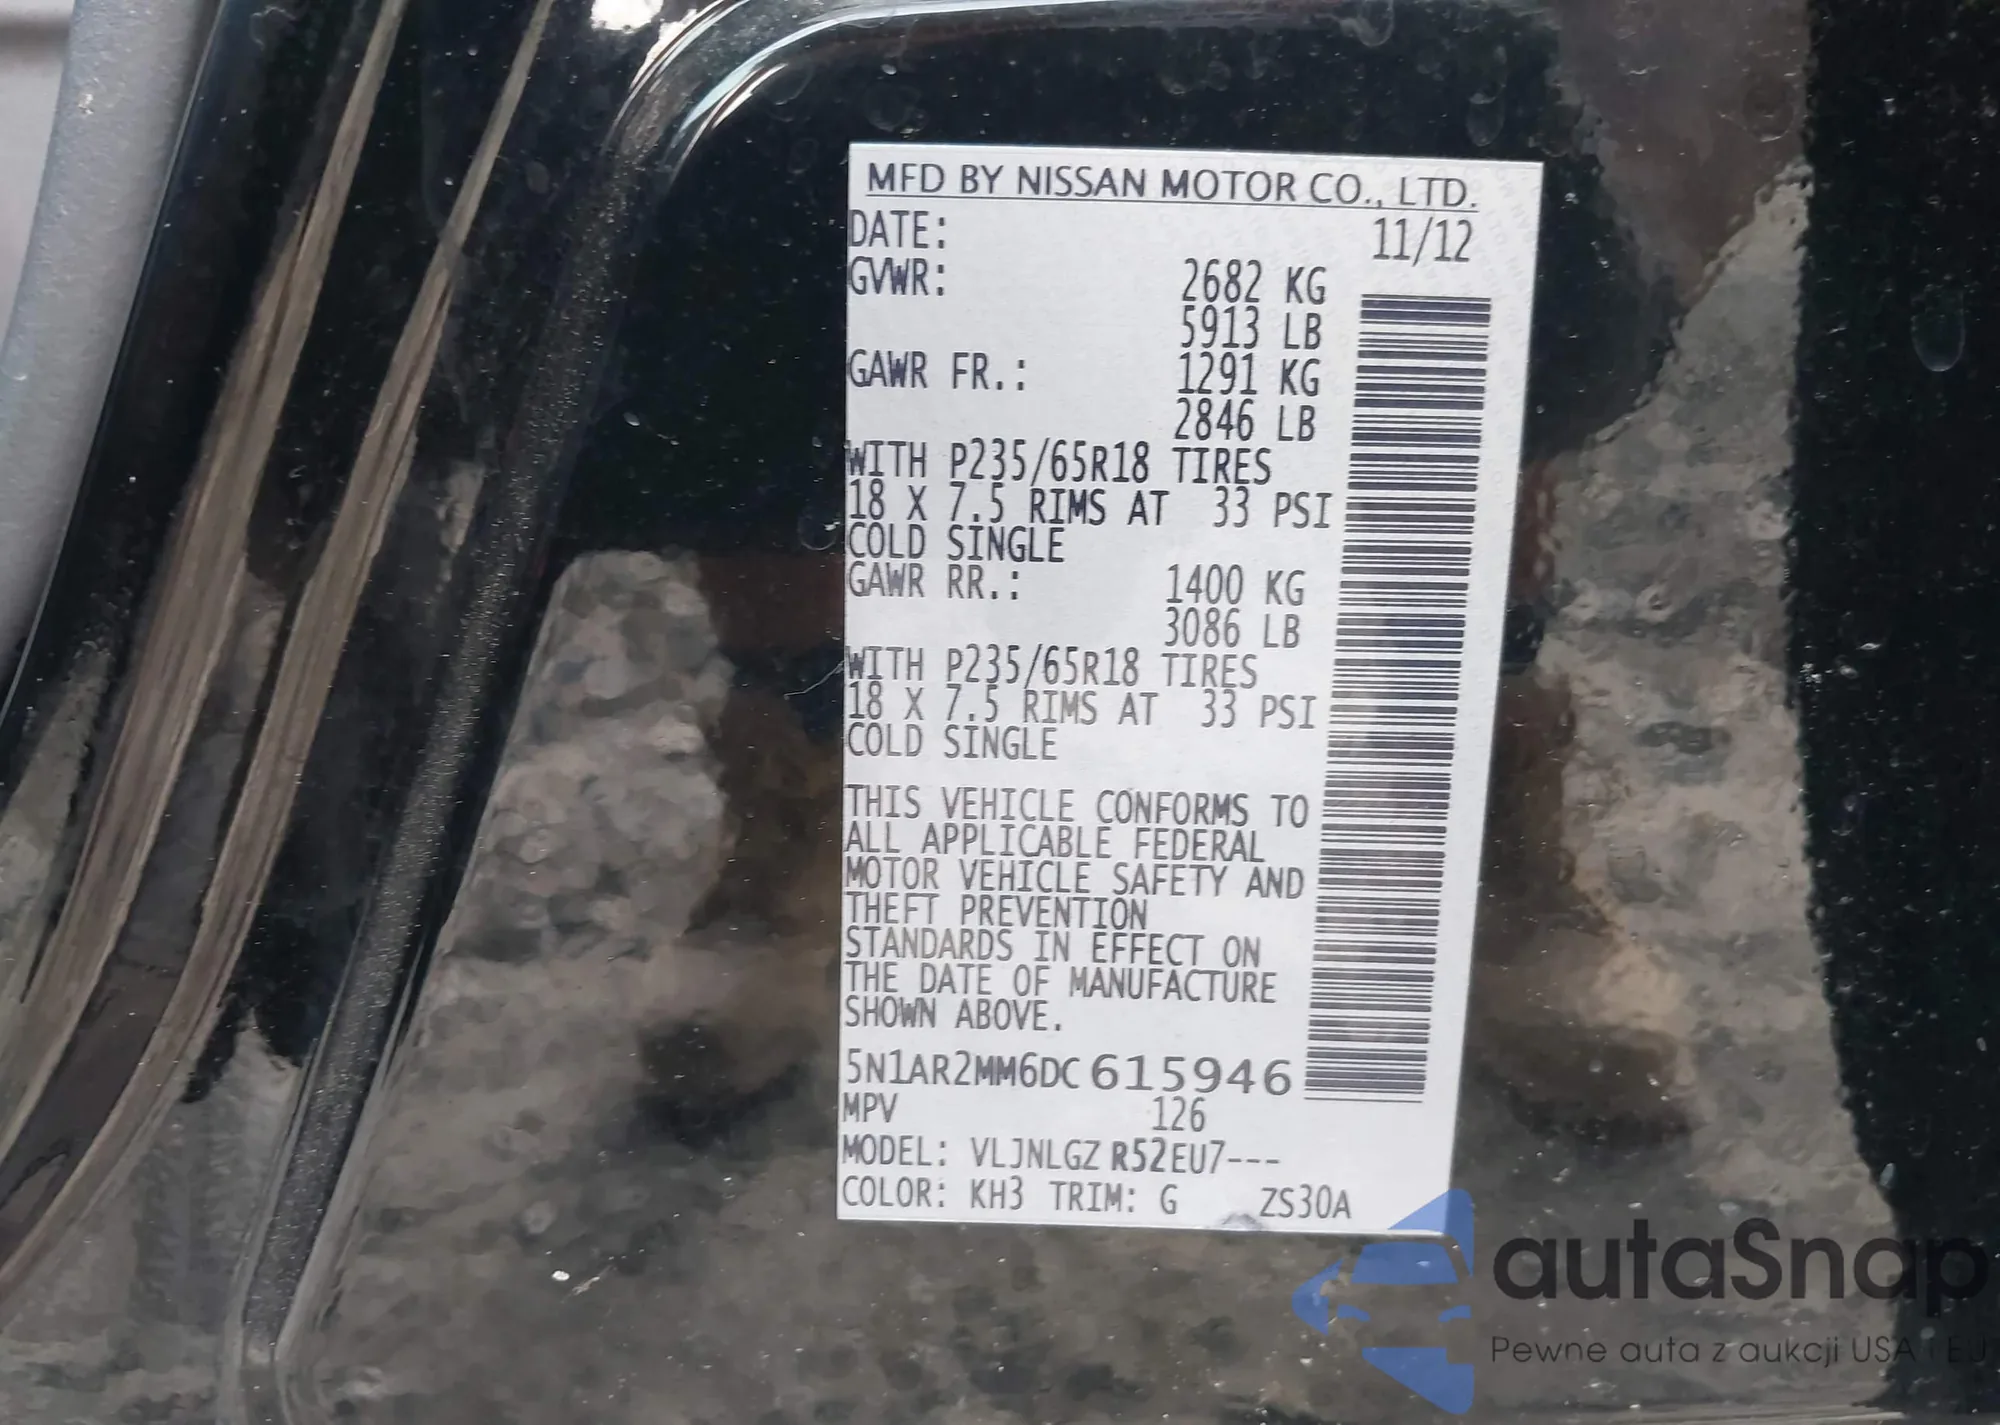 MFD BY NISSAN MOTOR CO., LTD.
DATE: 11/12
GVWR: 2682 KG
5913 LB
GAWR FR.: 1291 KG
2846 LB
WITH P235/65R18 TIRES
18 X 7.5 RIMS AT 33 PSI
COLD SINGLE
GAWR RR.: 1400 KG
3086 LB
WITH P235/65R18 TIRES
18 X 7.5 RIMS AT 33 PSI
COLD SINGLE
THIS VEHICLE CONFORMS TO
ALL APPLICABLE FEDERAL
MOTOR VEHICLE SAFETY AND
THEFT PREVENTION
STANDARDS IN EFFECT ON
THE DATE OF MANUFACTURE
SHOWN ABOVE.
5N1AR2MM6DC615946
MPV 126
MODEL: VLJNLGZ R52EU7---
COLOR: KH3 TRIM: G ZS30A
autaSnap
Pewne auta z aukcji USA i EU